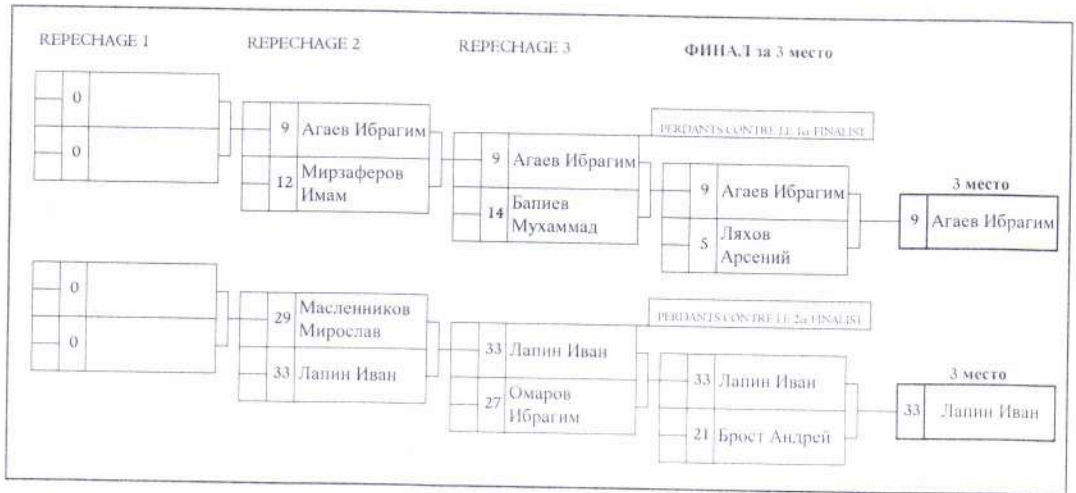 REPECHAGE 1
REPECHAGE 2
REPECHAGE 3
ФИНАЛ за 3 место
0
0
9 Агаев Ибрагим
12 Мирзаферов
Имам
PERDANTS CONTRE LE 1er FINALIST
9 Агаев Ибрагим
14 Бапиев
Мухаммад
9 Агаев Ибрагим
5 Ляхов
Арсений
3 место
9 Агаев Ибрагим
0
0
29 Масленников
Мирослав
33 Лапин Иван
PERDANTS CONTRE LE 2er FINALIST
33 Лапин Иван
27 Омаров
Ибрагим
33 Лапин Иван
21 Брост Андрей
3 место
33 Лапин Иван